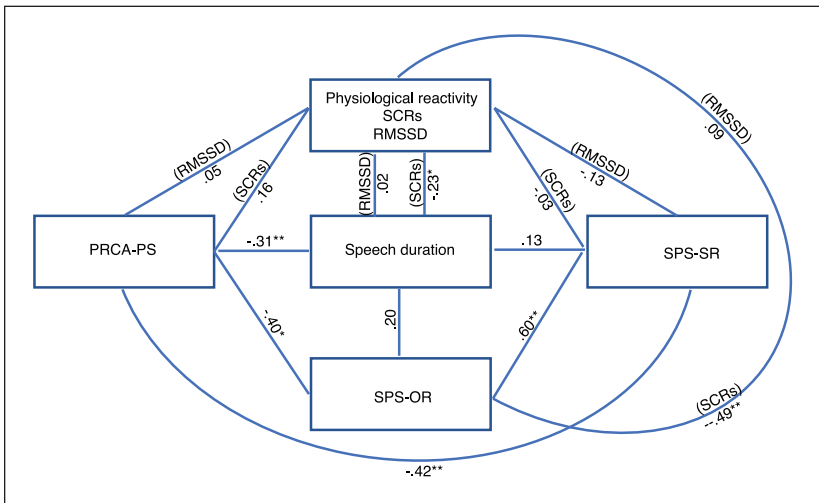 Physiological reactivity
SCRs
RMSSD
(RMSSD)
.09
(RMSSD)
.05
(SCRs)
.16
(RMSSD)
.02
(SCRs)
-.23*
(SCRs)
-.03
(RMSSD)
-.13
PRCA-PS
-.31**
Speech duration
.13
SPS-SR
-.40*
.20
.60**
SPS-OR
(SCRs)
--.49**
-.42**